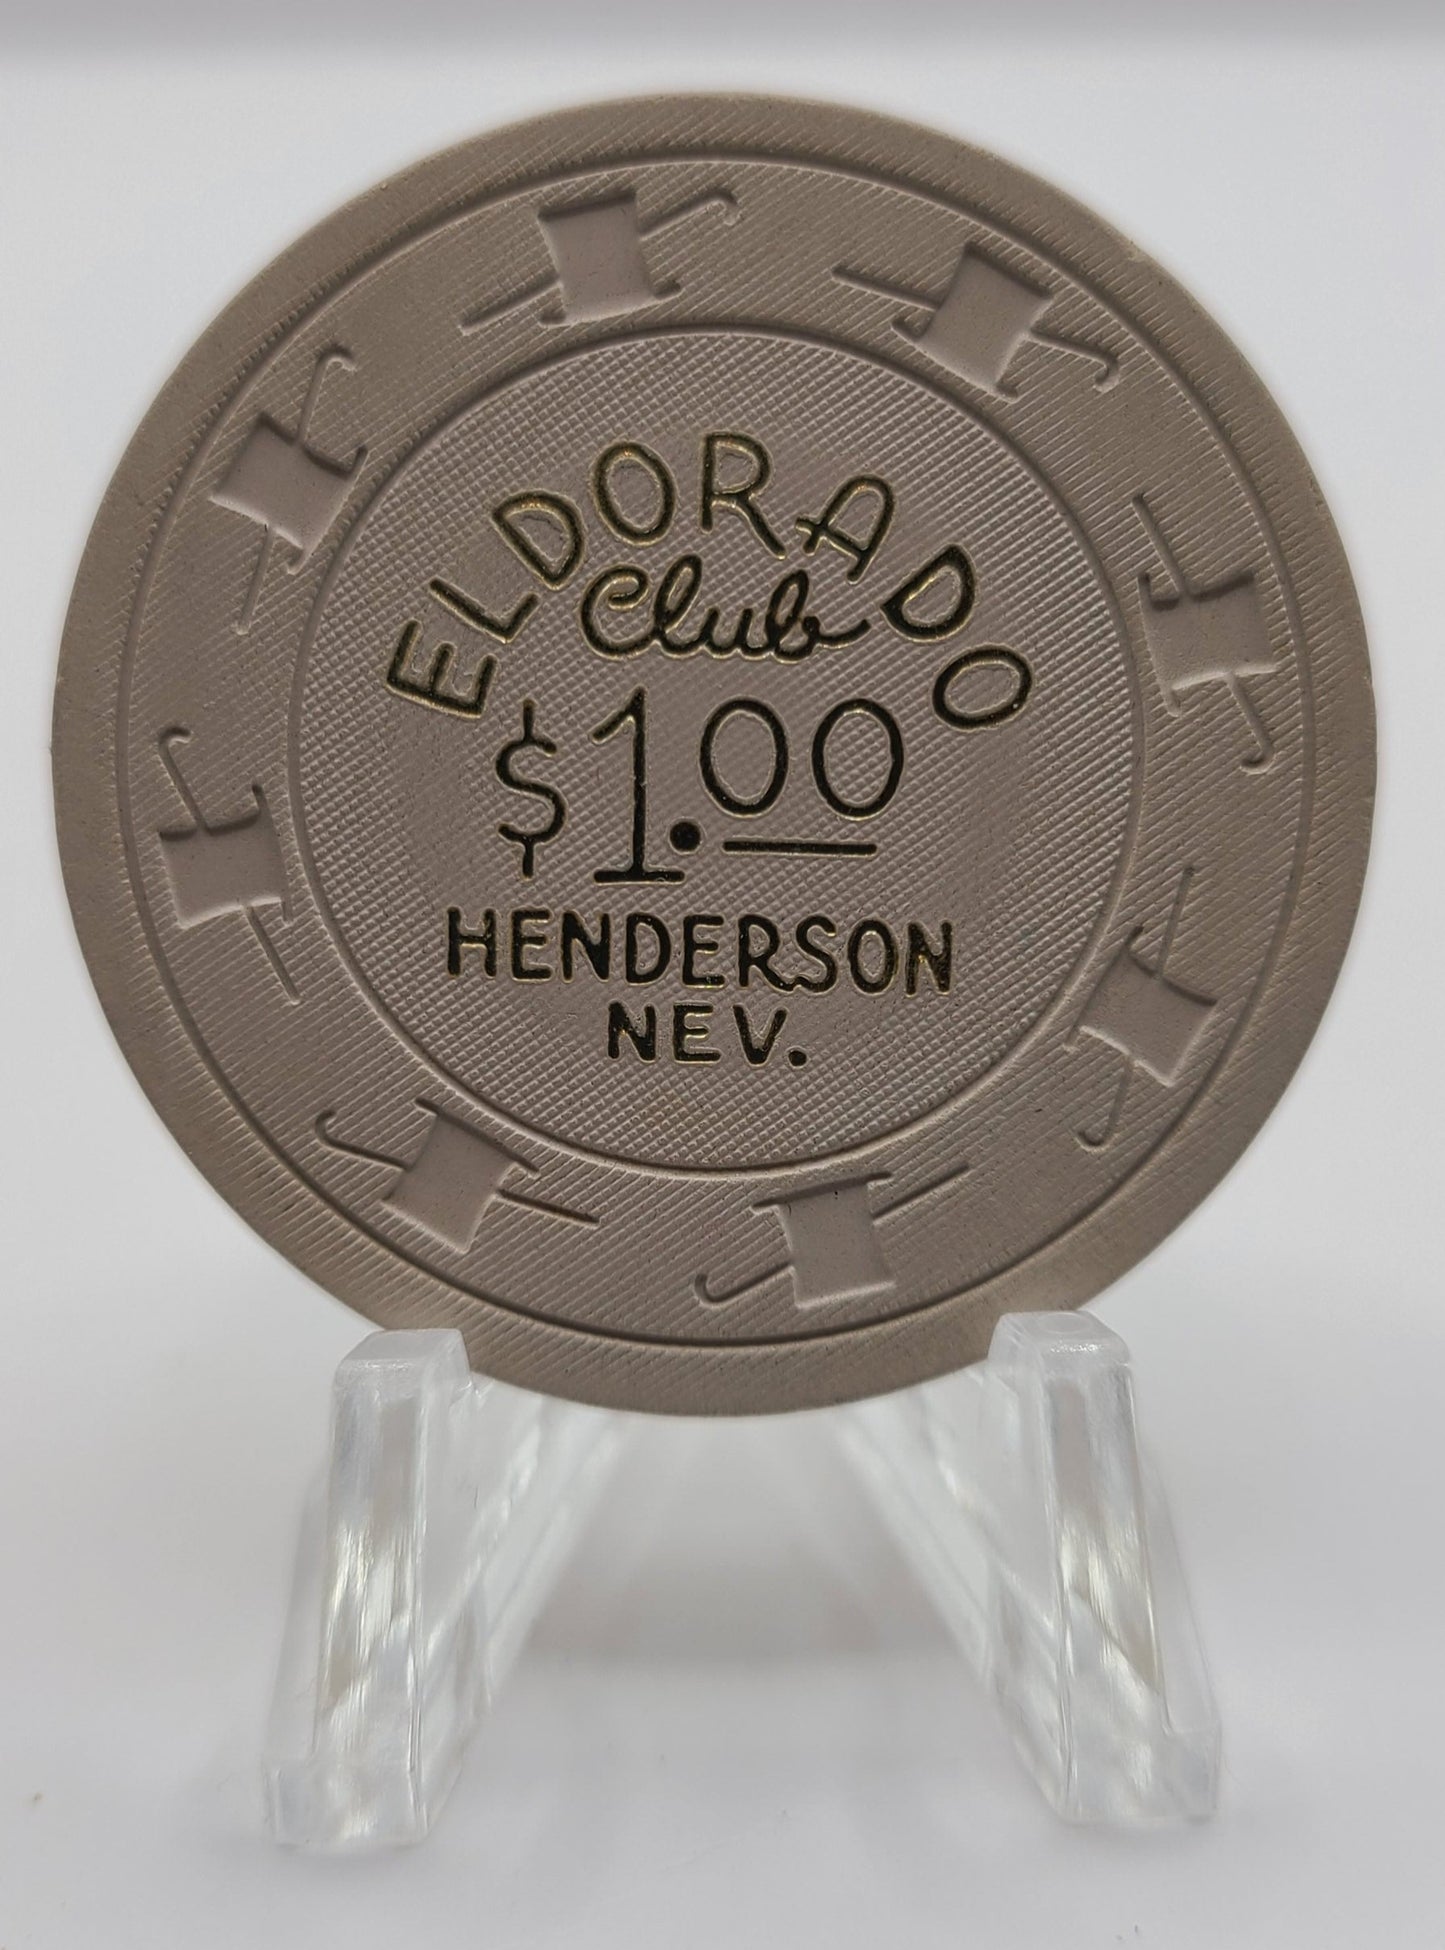 ELDORADO
Club
$1.00
HENDERSON
NEV.